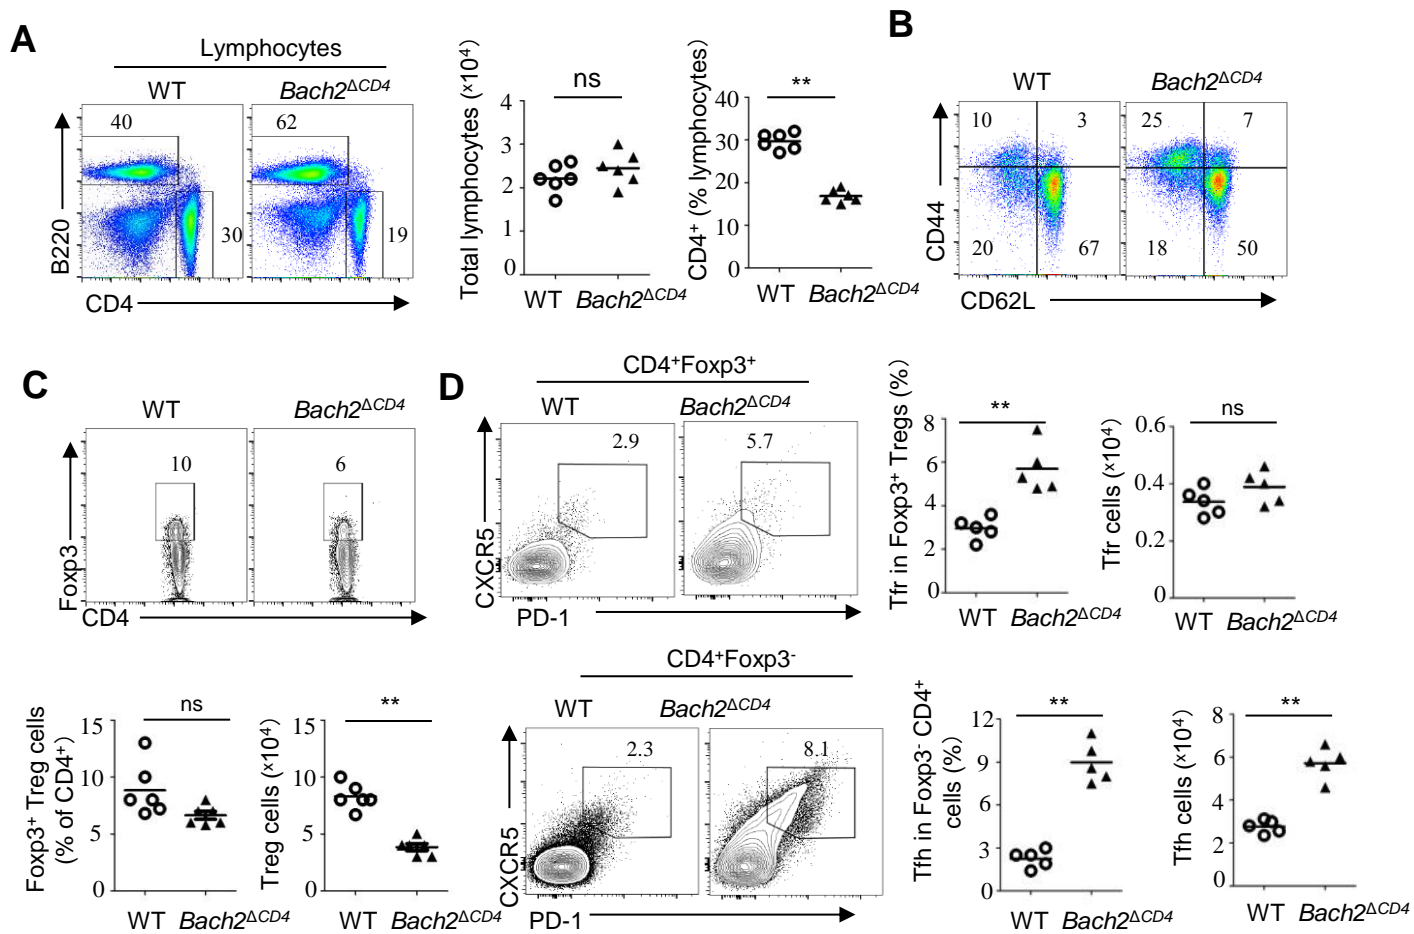 A
Lymphocytes
WT
Bach2ΔCD4
40
62
30
19
B220
CD4
Total lymphocytes (×10⁴)
ns
4
3
2
1
0
WT
Bach2ΔCD4
CD4⁺ (% lymphocytes)
**
40
30
20
10
0
WT
Bach2ΔCD4
B
WT
Bach2ΔCD4
10
3
25
7
20
67
18
50
CD44
CD62L
C
WT
Bach2ΔCD4
10
6
Foxp3
CD4
Foxp3⁺ Treg cells
(% of CD4⁺)
ns
15
10
5
0
WT
Bach2ΔCD4
Treg cells (×10⁴)
**
15
10
5
0
WT
Bach2ΔCD4
D
CD4⁺Foxp3⁺
WT
Bach2ΔCD4
2.9
5.7
CXCR5
PD-1
Tfr in Foxp3⁺ Tregs (%)
**
8
6
4
2
0
WT
Bach2ΔCD4
Tfr cells (×10⁴)
ns
0.6
0.4
0.2
0
WT
Bach2ΔCD4
CD4⁺Foxp3⁻
WT
Bach2ΔCD4
2.3
8.1
CXCR5
PD-1
Tfh in Foxp3⁻ CD4⁺
cells (%)
**
12
9
6
3
0
WT
Bach2ΔCD4
Tfh cells (×10⁴)
**
8
6
4
2
0
WT
Bach2ΔCD4